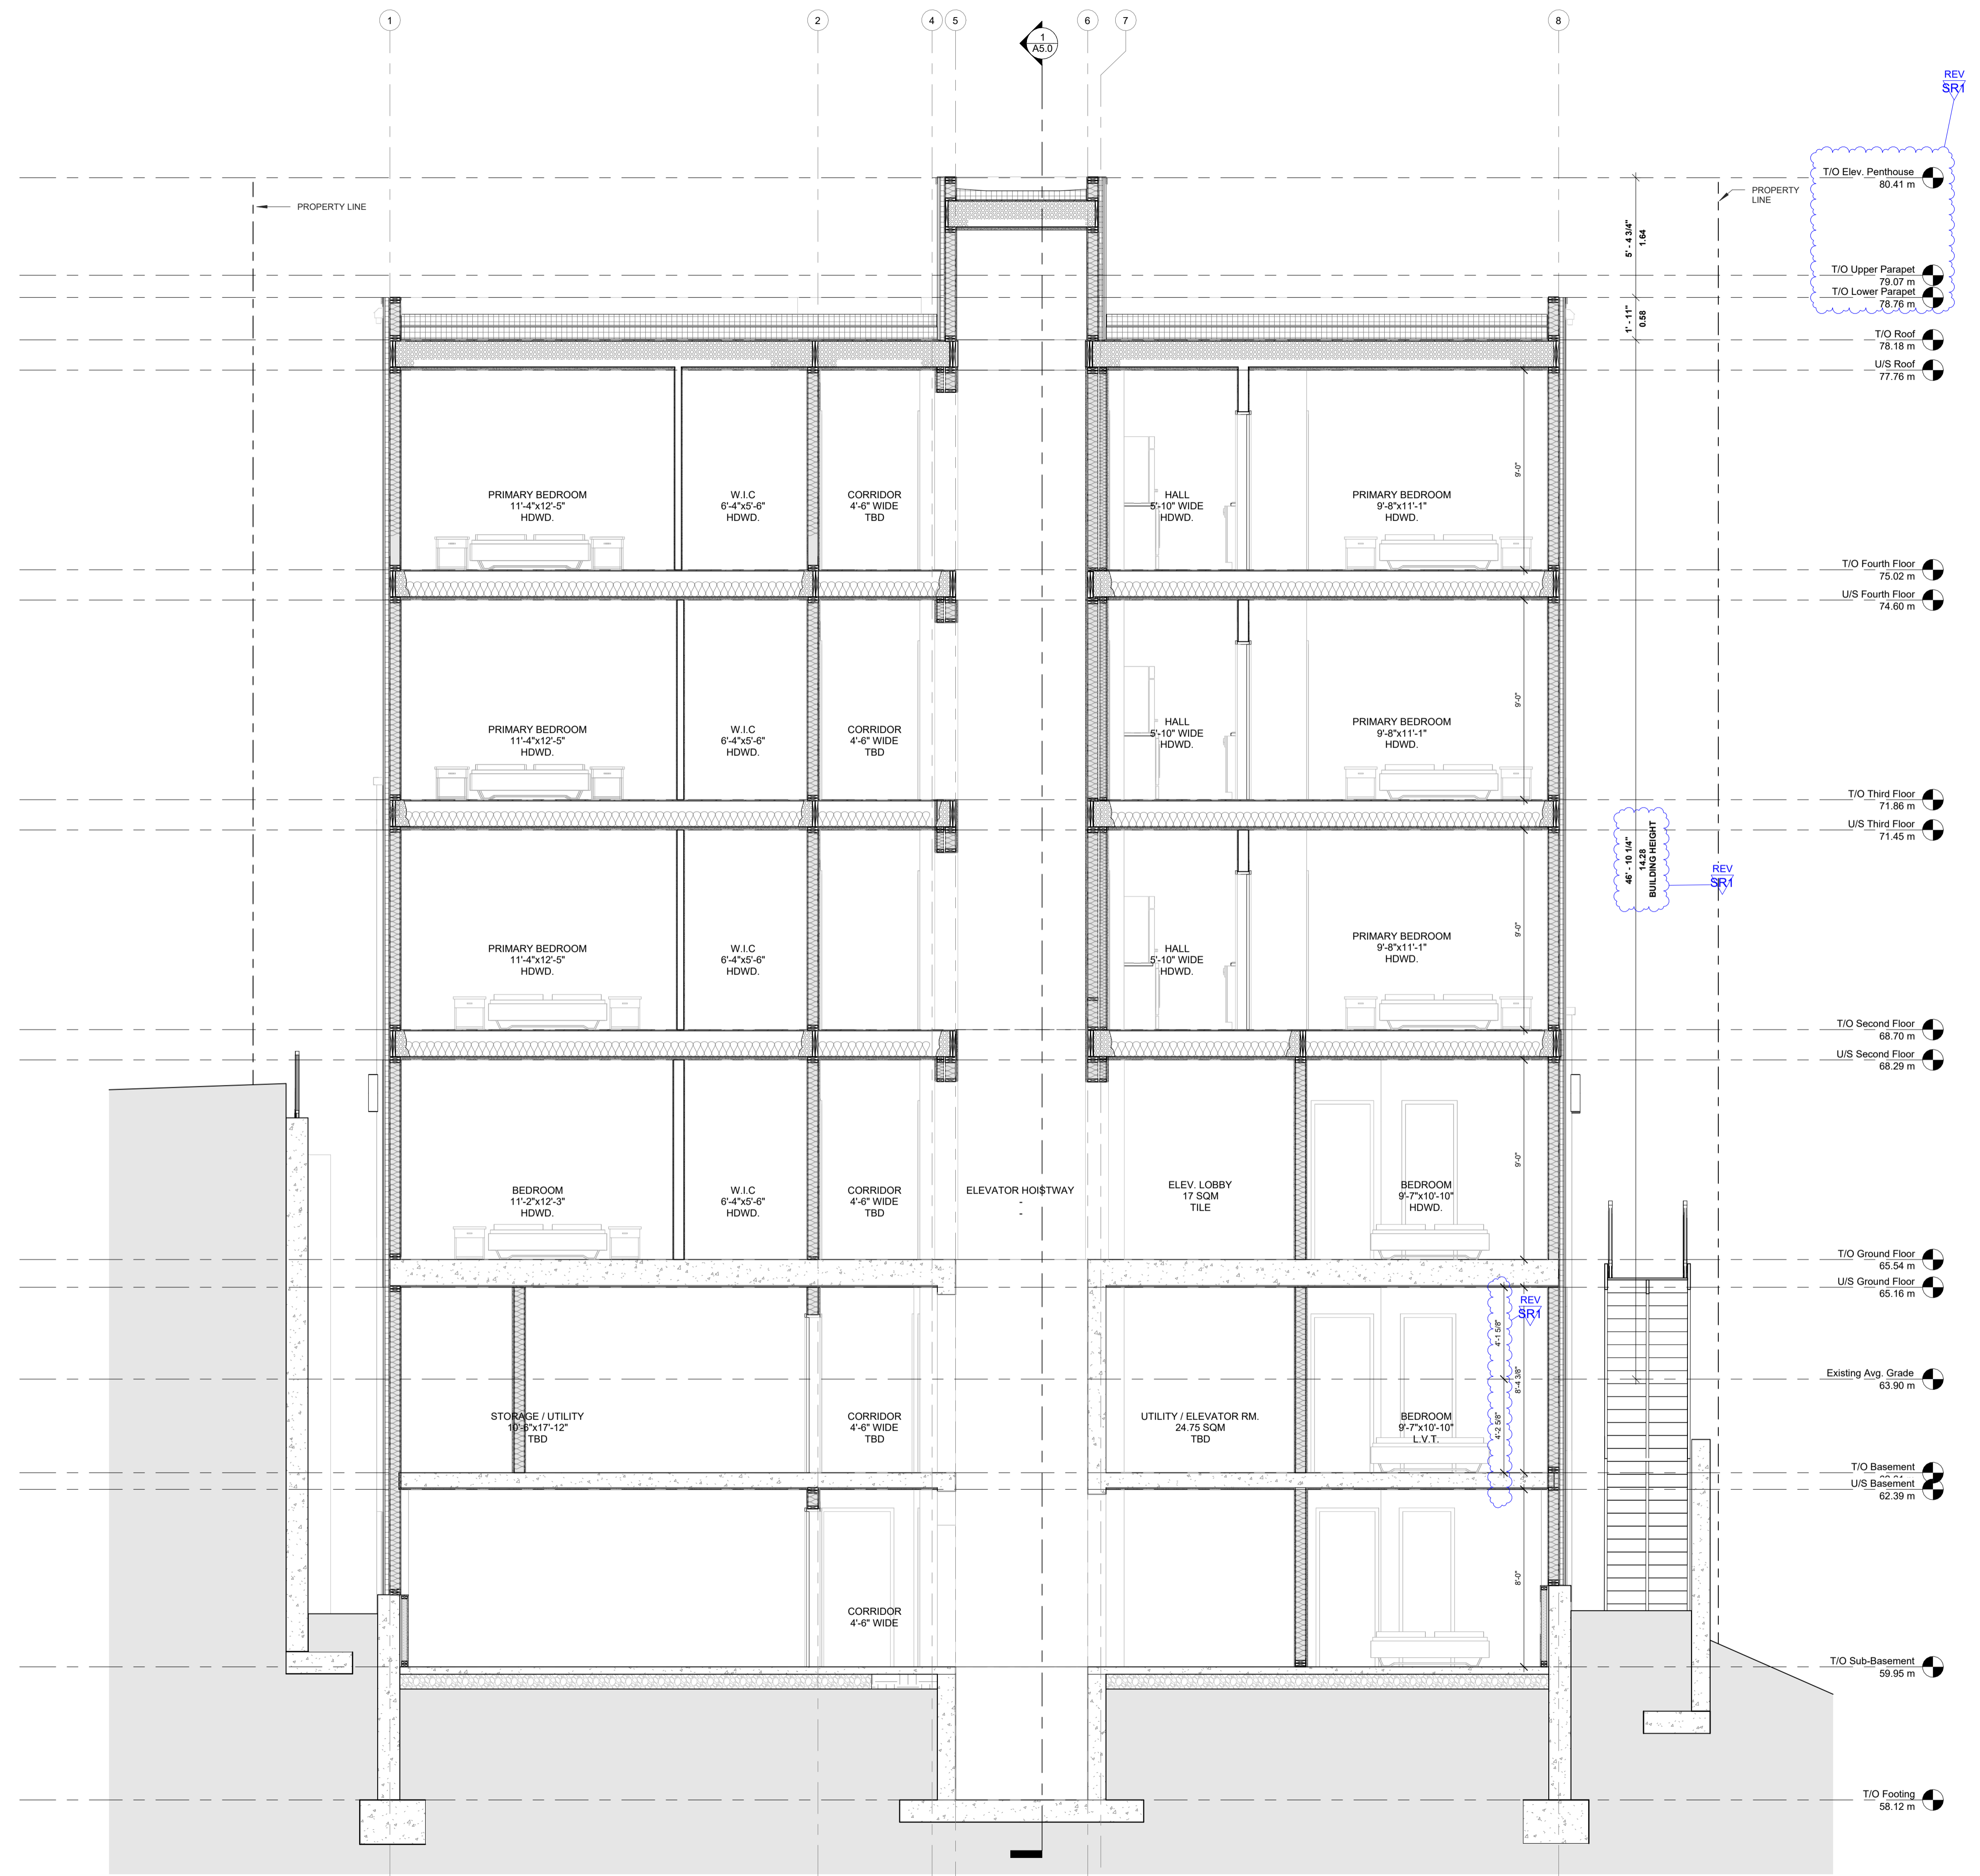 1
2
4
5
6
7
8
1
A5.0
REV
SR1
T/O Elev. Penthouse
80.41 m
PROPERTY LINE
PROPERTY
LINE
5' - 4 3/4"
1.64
T/O Upper Parapet
79.07 m
T/O Lower Parapet
78.76 m
1' - 11"
0.58
T/O Roof
78.18 m
U/S Roof
77.76 m
9'-0"
PRIMARY BEDROOM
11'-4"x12'-5"
HDWD.
W.I.C
6'-4"x5'-6"
HDWD.
CORRIDOR
4'-6" WIDE
TBD
HALL
5'-10" WIDE
HDWD.
PRIMARY BEDROOM
9'-8"x11'-1"
HDWD.
T/O Fourth Floor
75.02 m
U/S Fourth Floor
74.60 m
9'-0"
PRIMARY BEDROOM
11'-4"x12'-5"
HDWD.
W.I.C
6'-4"x5'-6"
HDWD.
CORRIDOR
4'-6" WIDE
TBD
HALL
5'-10" WIDE
HDWD.
PRIMARY BEDROOM
9'-8"x11'-1"
HDWD.
T/O Third Floor
71.86 m
U/S Third Floor
71.45 m
46' - 10 1/4"
14.28
BUILDING HEIGHT
REV
SR1
9'-0"
PRIMARY BEDROOM
11'-4"x12'-5"
HDWD.
W.I.C
6'-4"x5'-6"
HDWD.
HALL
5'-10" WIDE
HDWD.
PRIMARY BEDROOM
9'-8"x11'-1"
HDWD.
T/O Second Floor
68.70 m
U/S Second Floor
68.29 m
9'-0"
BEDROOM
11'-2"x12'-3"
HDWD.
W.I.C
6'-4"x5'-6"
HDWD.
CORRIDOR
4'-6" WIDE
TBD
ELEVATOR HOISTWAY
-
-
ELEV. LOBBY
17 SQM
TILE
BEDROOM
9'-7"x10'-10"
HDWD.
T/O Ground Floor
65.54 m
U/S Ground Floor
65.16 m
REV
SR1
4'-1 5/8"
8'-4 3/8"
4'-2 5/8"
Existing Avg. Grade
63.90 m
STORAGE / UTILITY
10'-6"x17'-12"
TBD
CORRIDOR
4'-6" WIDE
TBD
UTILITY / ELEVATOR RM.
24.75 SQM
TBD
BEDROOM
9'-7"x10'-10"
L.V.T.
T/O Basement
U/S Basement
62.39 m
8'-0"
CORRIDOR
4'-6" WIDE
T/O Sub-Basement
59.95 m
T/O Footing
58.12 m